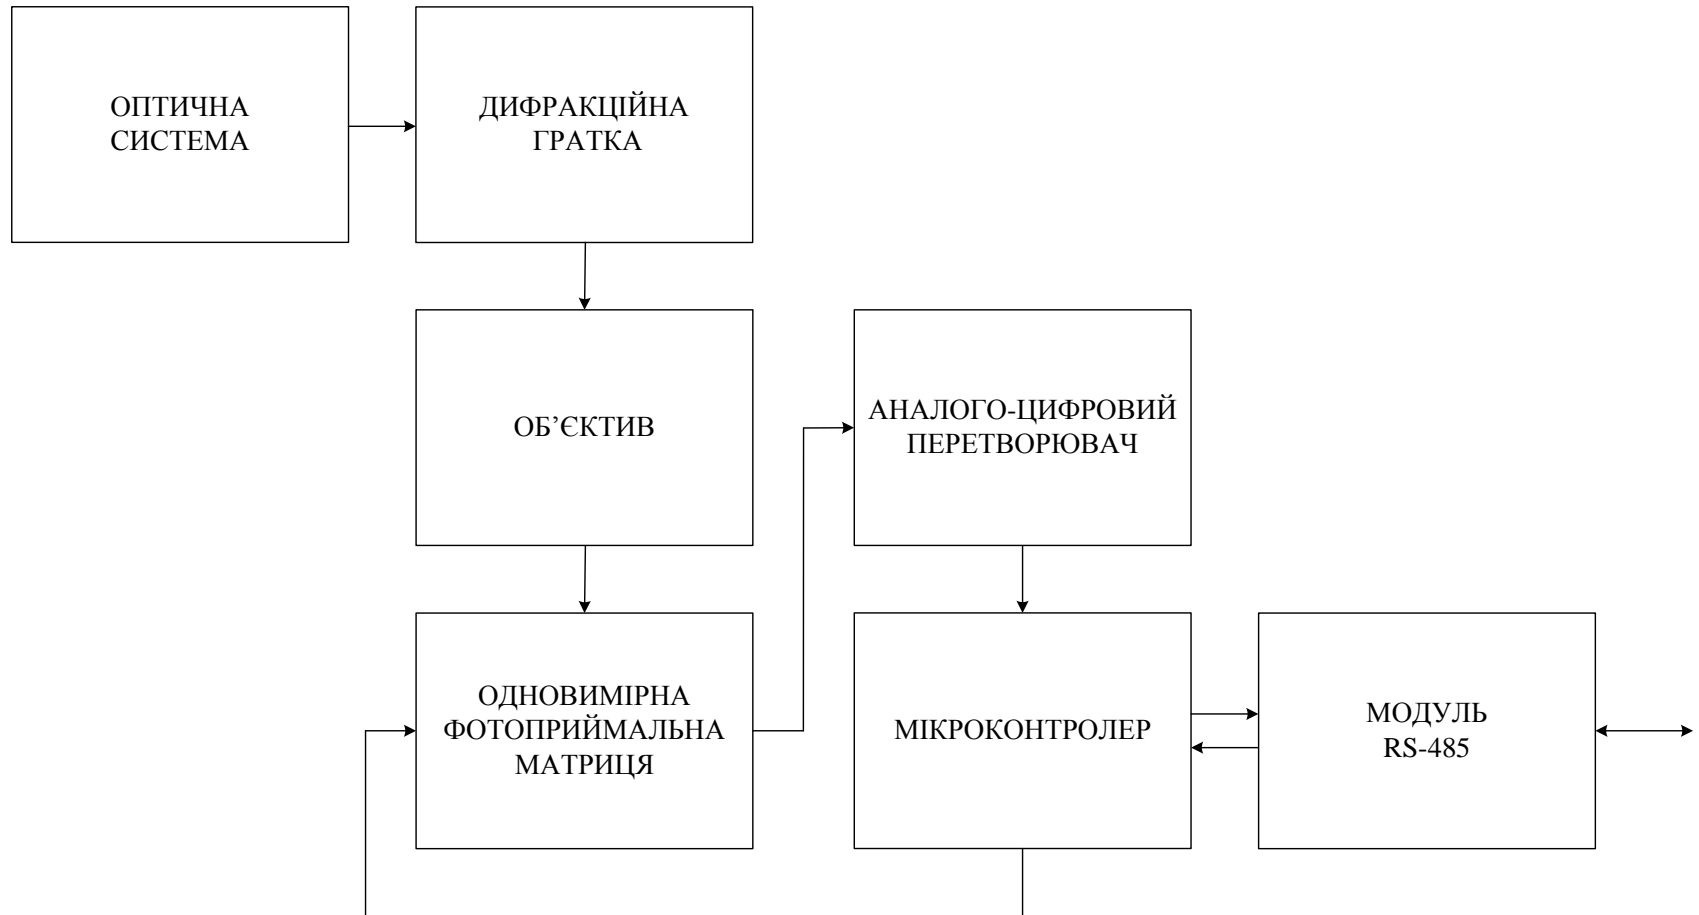 ОПТИЧНА
СИСТЕМА
ДИФРАКЦІЙНА
ГРАТКА
ОБ’ЄКТИВ
АНАЛОГО-ЦИФРОВИЙ
ПЕРЕТВОРЮВАЧ
ОДНОВИМІРНА
ФОТОПРИЙМАЛЬНА
МАТРИЦЯ
МІКРОКОНТРОЛЕР
МОДУЛЬ
RS-485